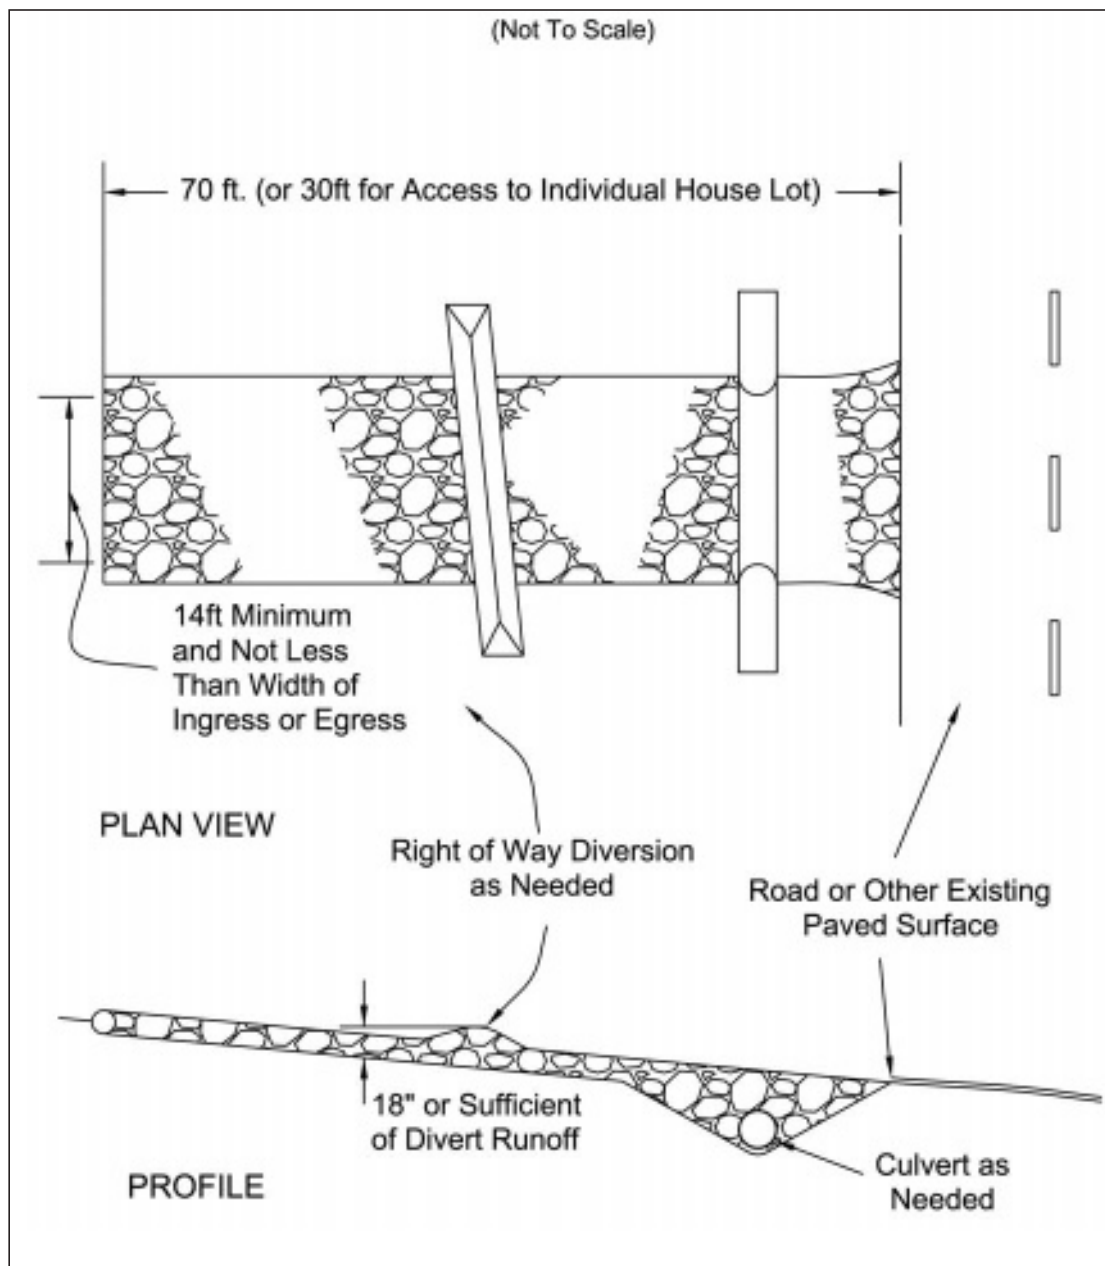 (Not To Scale)
70 ft. (or 30ft for Access to Individual House Lot)
14ft Minimum
and Not Less
Than Width of
Ingress or Egress
PLAN VIEW
Right of Way Diversion
as Needed
Road or Other Existing
Paved Surface
18" or Sufficient
of Divert Runoff
Culvert as
Needed
PROFILE